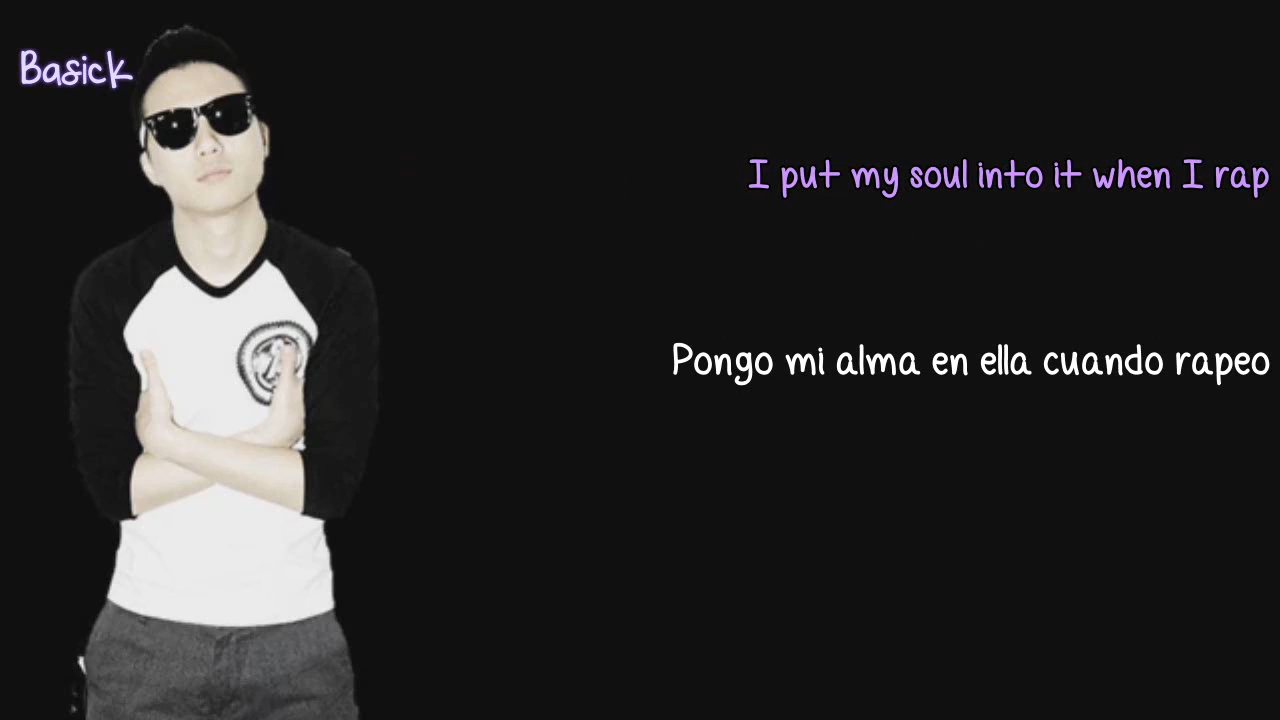 Basick
I put my soul into it when I rap
Pongo mi alma en ella cuando rapeo